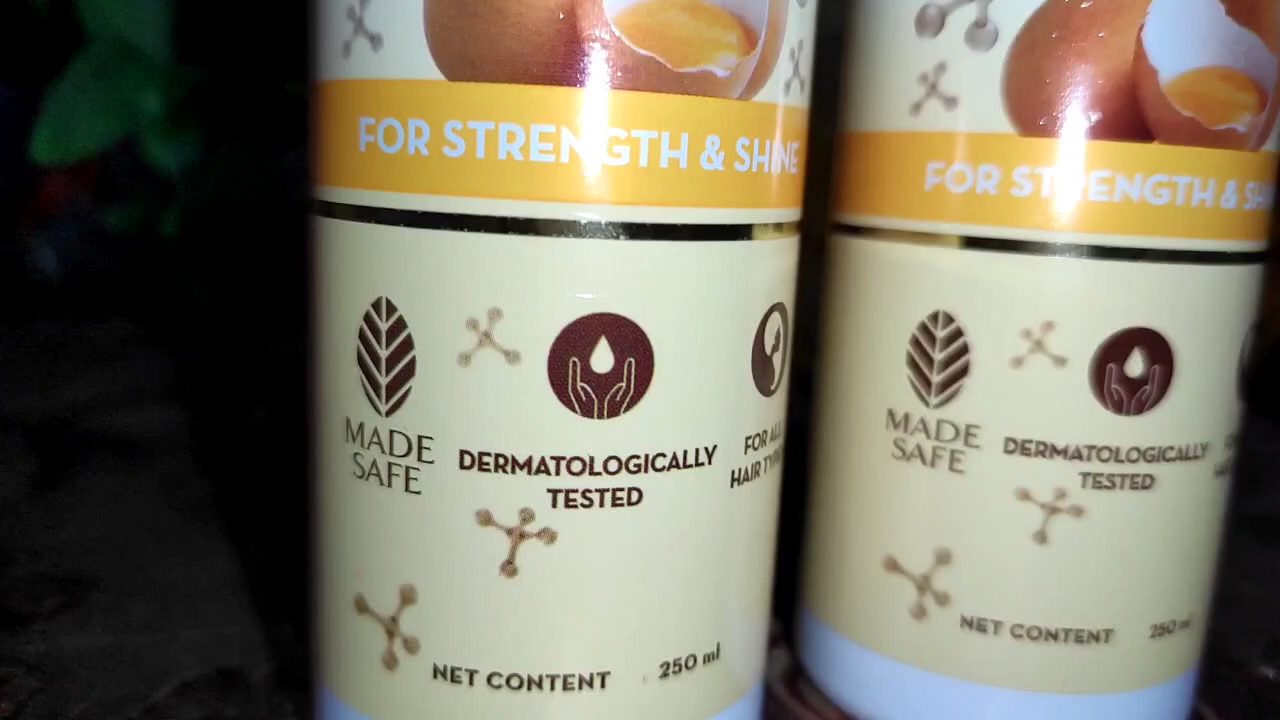 FOR STRENGTH & SHINE
MADE
SAFE
DERMATOLOGICALLY
TESTED
FOR ALL
HAIR TYPES
NET CONTENT 250 ml
FOR STRENGTH & SH
MADE
SAFE
DERMATOLOGICALLY
TESTED
NET CONTENT 250 ml